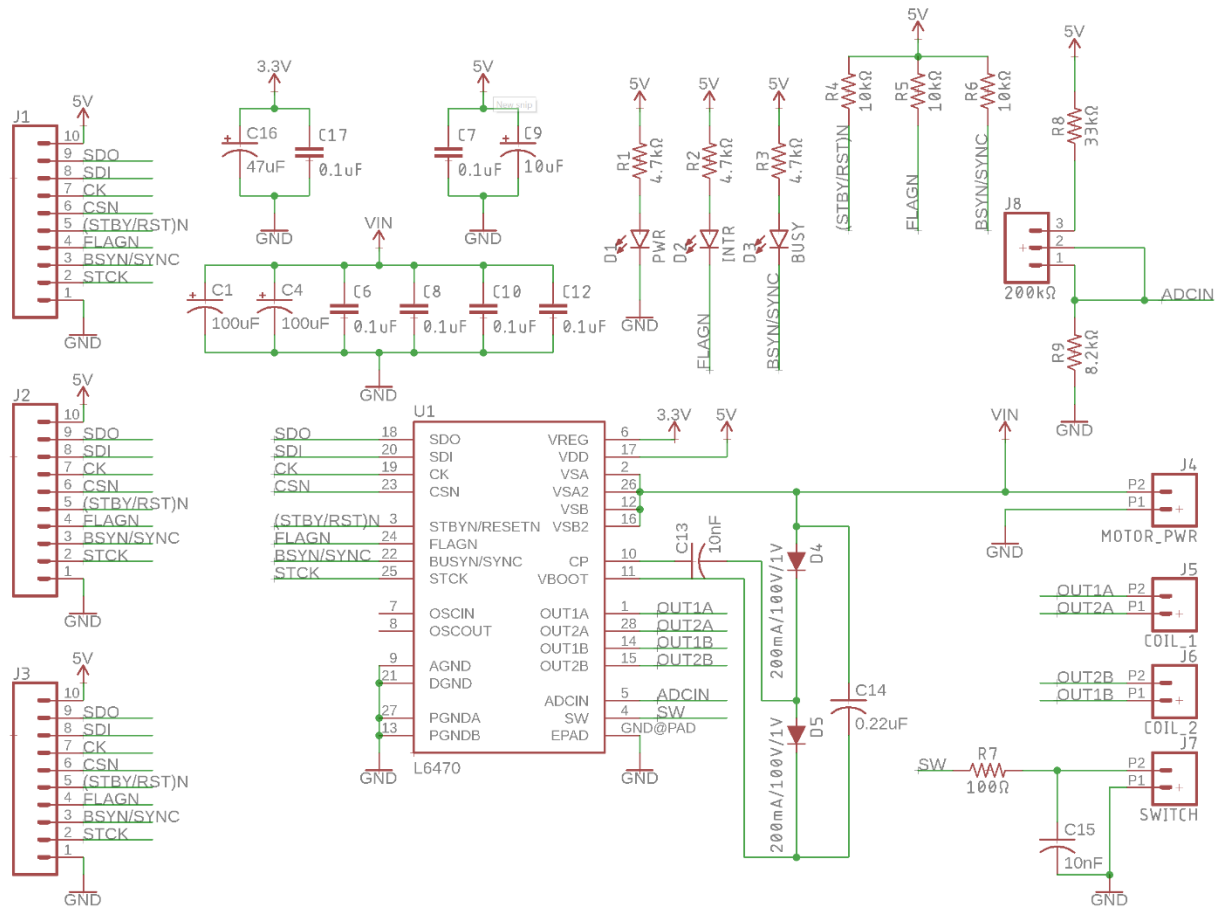 J1
5V
10
9 SDO
8 SDI
7 CK
6 CSN
5 (STBY/RST)N
4 FLAGN
3 BSYN/SYNC
2 STCK
1
GND
3.3V
C16
47uF
C17
0.1uF
GND
5V
New snip
C7
0.1uF
C9
10uF
GND
VIN
C1
100uF
C4
100uF
C6
0.1uF
C8
0.1uF
C10
0.1uF
C12
0.1uF
GND
5V
R1
4.7kΩ
D1
PWR
GND
5V
R2
4.7kΩ
D2
INTR
FLAGN
5V
R3
4.7kΩ
D3
BUSY
BSYN/SYNC
5V
R4
10kΩ
(STBY/RST)N
R5
10kΩ
FLAGN
R6
10kΩ
BSYN/SYNC
5V
R8
33kΩ
J8
3
2
1
200kΩ
ADCIN
R9
8.2kΩ
GND
J2
5V
10
9 SDO
8 SDI
7 CK
6 CSN
5 (STBY/RST)N
4 FLAGN
3 BSYN/SYNC
2 STCK
1
GND
J3
5V
10
9 SDO
8 SDI
7 CK
6 CSN
5 (STBY/RST)N
4 FLAGN
3 BSYN/SYNC
2 STCK
1
GND
U1
SDO 18 SDO
SDI 20 SDI
CK 19 CK
CSN 23 CSN
(STBY/RST)N 3 STBYN/RESETN
FLAGN 24 FLAGN
BSYN/SYNC 22 BUSYN/SYNC
STCK 25 STCK
7 OSCIN
8 OSCOUT
9 AGND
21 DGND
27 PGNDA
13 PGNDB
GND
L6470
VREG 6
3.3V
VDD 17
5V
VSA 2
VSA2 26
VSB 12
VSB2 16
CP 10
VBOOT 11
OUT1A 1 OUT1A
OUT2A 28 OUT2A
OUT1B 14 OUT1B
OUT2B 15 OUT2B
ADCIN 5 ADCIN
SW 4 SW
EPAD GND@PAD
GND
C13
10nF
D4
200mA/100V/1V
D5
200mA/100V/1V
C14
0.22uF
VIN
GND
J4
P2
P1
MOTOR_PWR
J5
OUT1A P2
OUT2A P1
COIL_1
J6
OUT2B P2
OUT1B P1
COIL_2
J7
P2
P1
SWITCH
SW
R7
100Ω
C15
10nF
GND